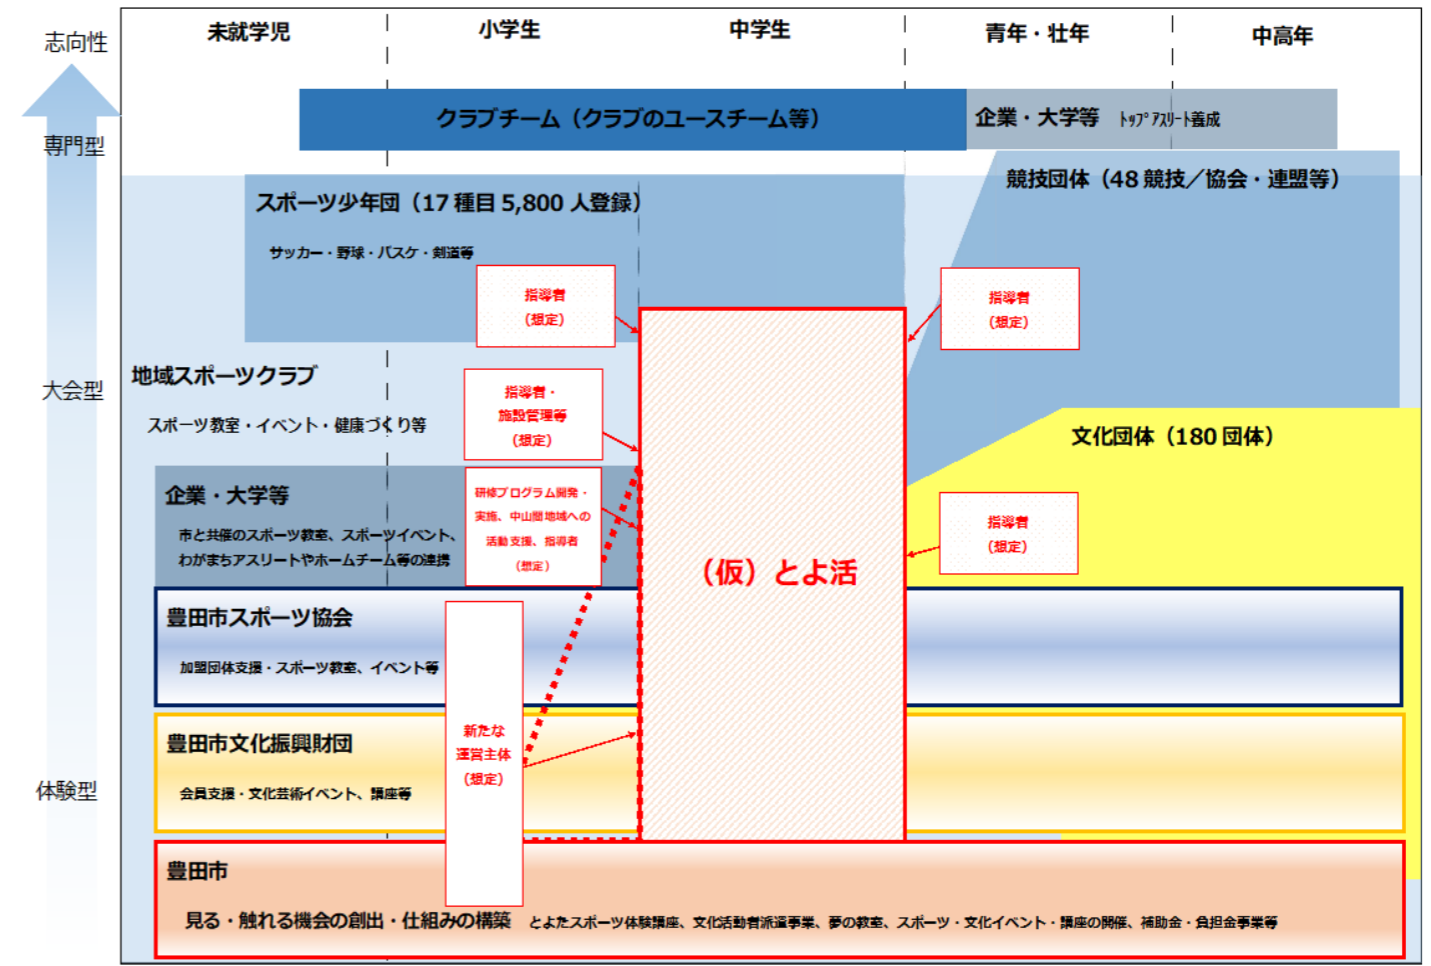 志向性
未就学児
小学生
中学生
青年・壮年
中高年
専門型
クラブチーム（クラブのユースチーム等）
企業・大学等 ﾄｯﾌﾟｱｽﾘｰﾄ養成
競技団体（48 競技／協会・連盟等）
スポーツ少年団（17 種目 5,800 人登録）
サッカー・野球・バスケ・剣道等
指導者
（想定）
指導者
（想定）
大会型
地域スポーツクラブ
スポーツ教室・イベント・健康づくり等
指導者・
施設管理等
（想定）
文化団体（180 団体）
企業・大学等
市と共催のスポーツ教室、スポーツイベント、
わがまちアスリートやホームチーム等の連携
研修プログラム開発・
実施、中山間地域への
活動支援、指導者
（想定）
指導者
（想定）
（仮）とよ活
豊田市スポーツ協会
加盟団体支援・スポーツ教室、イベント等
新たな
運営主体
（想定）
豊田市文化振興財団
会員支援・文化芸術イベント、講座等
体験型
豊田市
見る・触れる機会の創出・仕組みの構築 とよたスポーツ体験講座、文化活動者派遣事業、夢の教室、スポーツ・文化イベント・講座の開催、補助金・負担金事業等